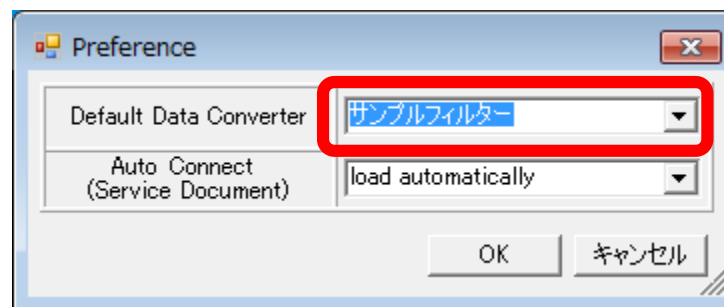 Preference
Default Data Converter
サンプルフィルター
Auto Connect
(Service Document)
load automatically
OK
キャンセル